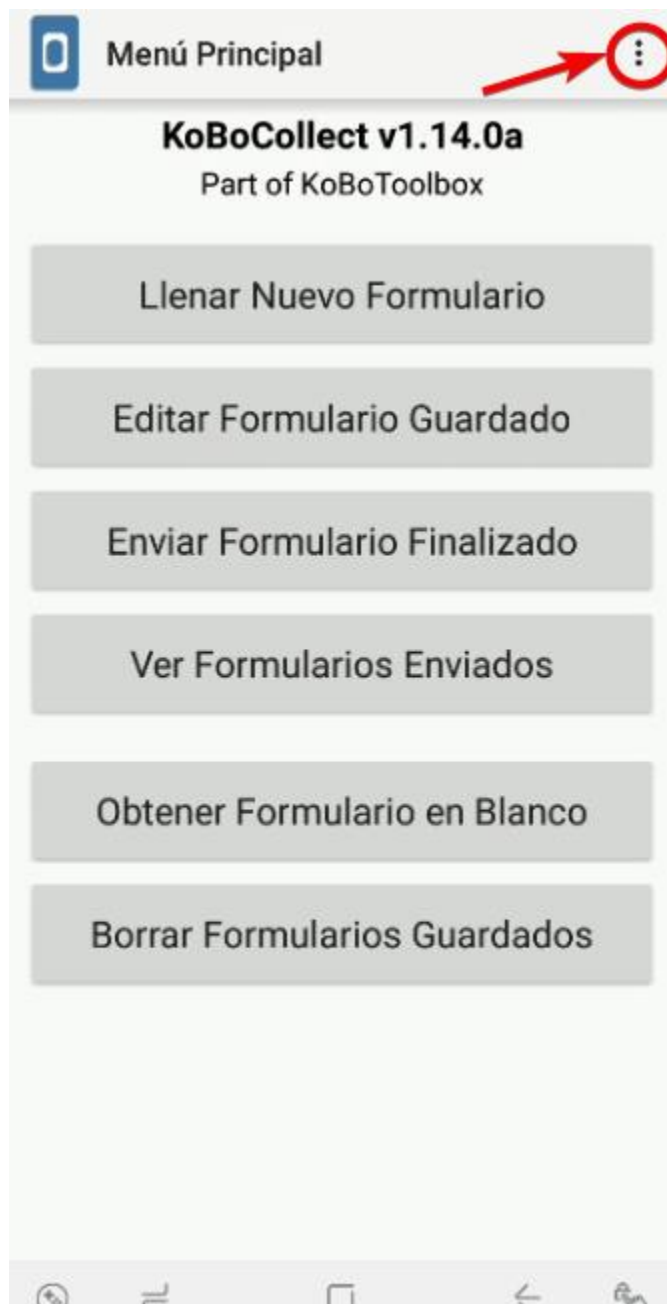 Menú Principal
KoBoCollect v1.14.0a
Part of KoBoToolbox
Llenar Nuevo Formulario
Editar Formulario Guardado
Enviar Formulario Finalizado
Ver Formularios Enviados
Obtener Formulario en Blanco
Borrar Formularios Guardados